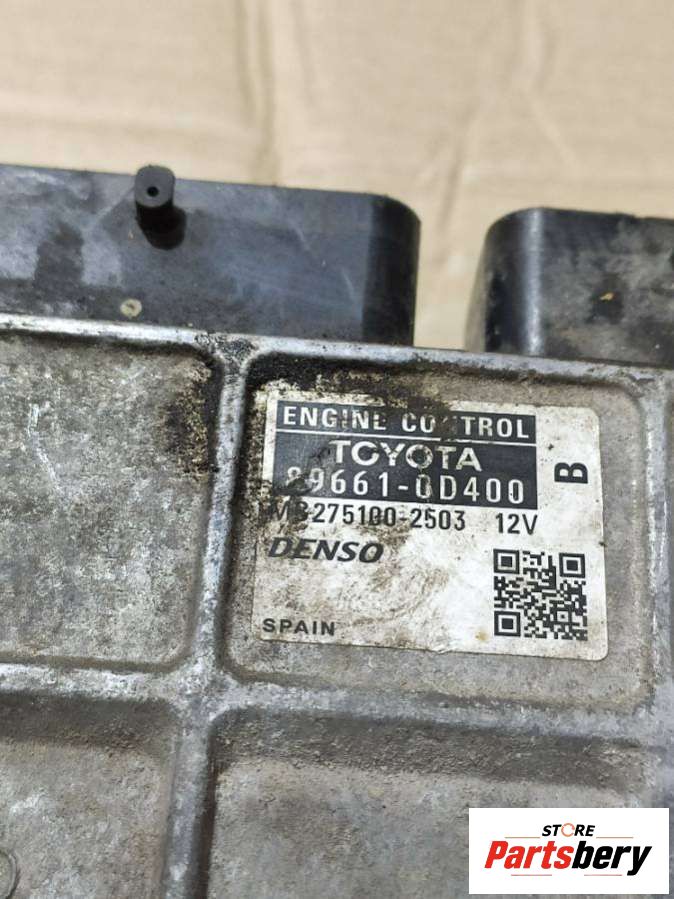 ENGINE CONTROL
TOYOTA
89661-0D400
B
MB275100-2503 12V
DENSO
SPAIN
STORE
Partsbery